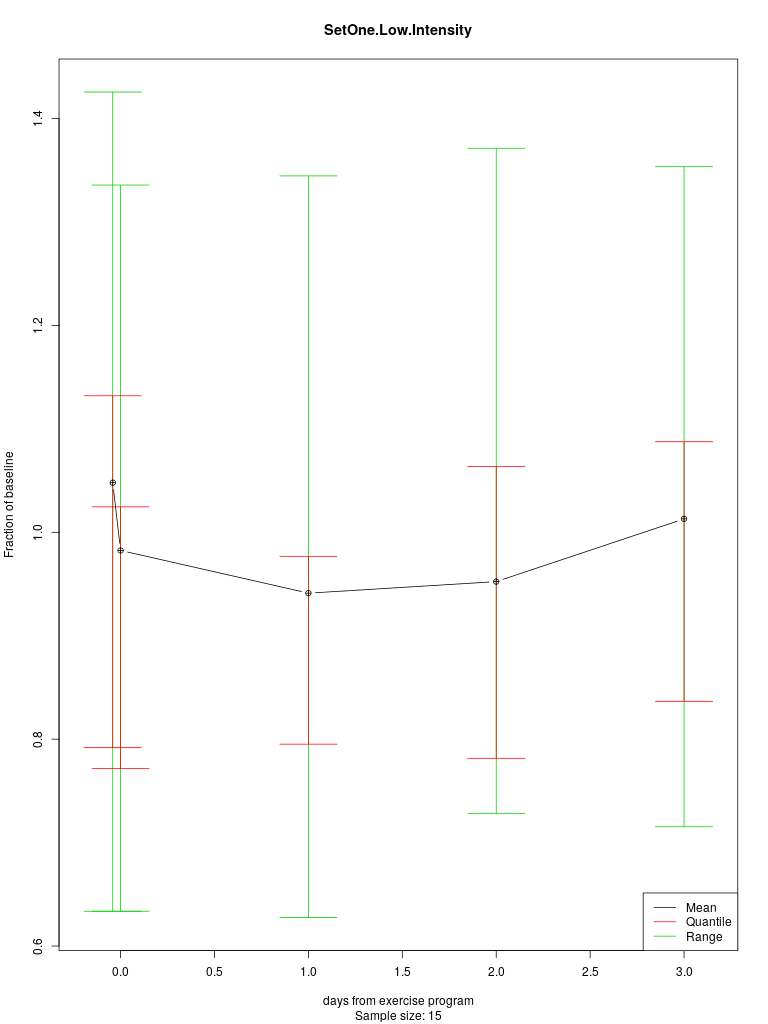 SetOne.Low.Intensity
Fraction of baseline
1.4
1.2
1.0
0.8
0.6
0.0 0.5 1.0 1.5 2.0 2.5 3.0
Mean
Quantile
Range
days from exercise program
Sample size: 15